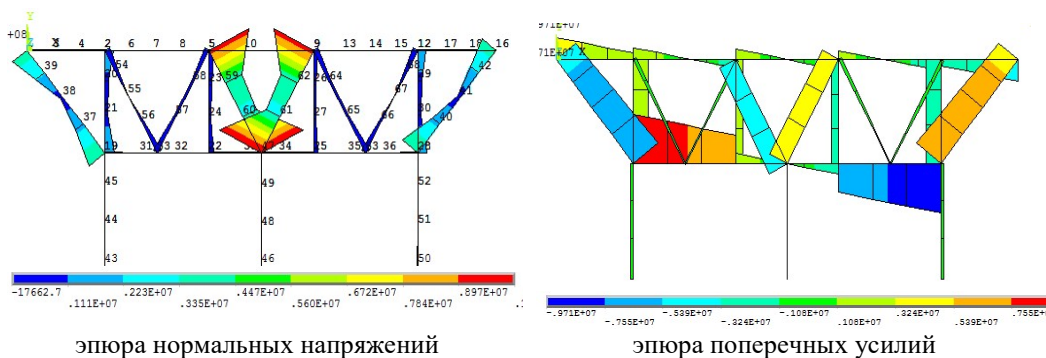 Y
+08
Z X 3 4 2 6 7 8 5 10 9 13 14 15 12 17 18 16
39 54 20 58 23 59 62 26 64 68 29 42
38 55 67
37 21 56 57 24 60 61 27 65 66 30 41 40
19 31 33 32 22 34 25 35 36 28
45 49 52
44 48 51
43 46 50
-17662.7 .223E+07 .447E+07 .672E+07 .897E+07
.111E+07 .335E+07 .560E+07 .784E+07
эпюра нормальных напряжений
971E+07
71E+07 X
-.971E+07 -.539E+07 -.108E+07 .324E+07 .755E+07
-.755E+07 -.324E+07 .108E+07 .539E+07
эпюра поперечных усилий